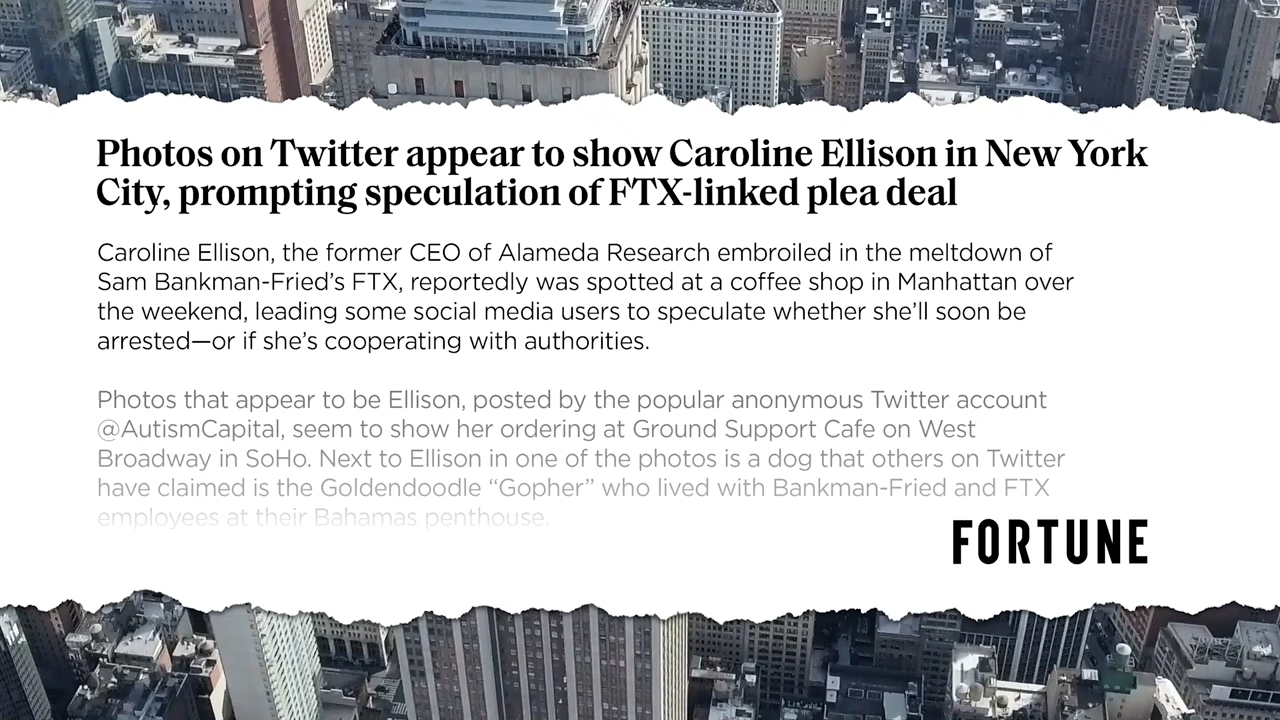 Photos on Twitter appear to show Caroline Ellison in New York
City, prompting speculation of FTX-linked plea deal
Caroline Ellison, the former CEO of Alameda Research embroiled in the meltdown of
Sam Bankman-Fried’s FTX, reportedly was spotted at a coffee shop in Manhattan over
the weekend, leading some social media users to speculate whether she’ll soon be
arrested—or if she’s cooperating with authorities.
Photos that appear to be Ellison, posted by the popular anonymous Twitter account
@AutismCapital, seem to show her ordering at Ground Support Cafe on West
Broadway in SoHo. Next to Ellison in one of the photos is a dog that others on Twitter
have claimed is the Goldendoodle “Gopher” who lived with Bankman-Fried and FTX
employees at their Bahamas penthouse.
FORTUNE